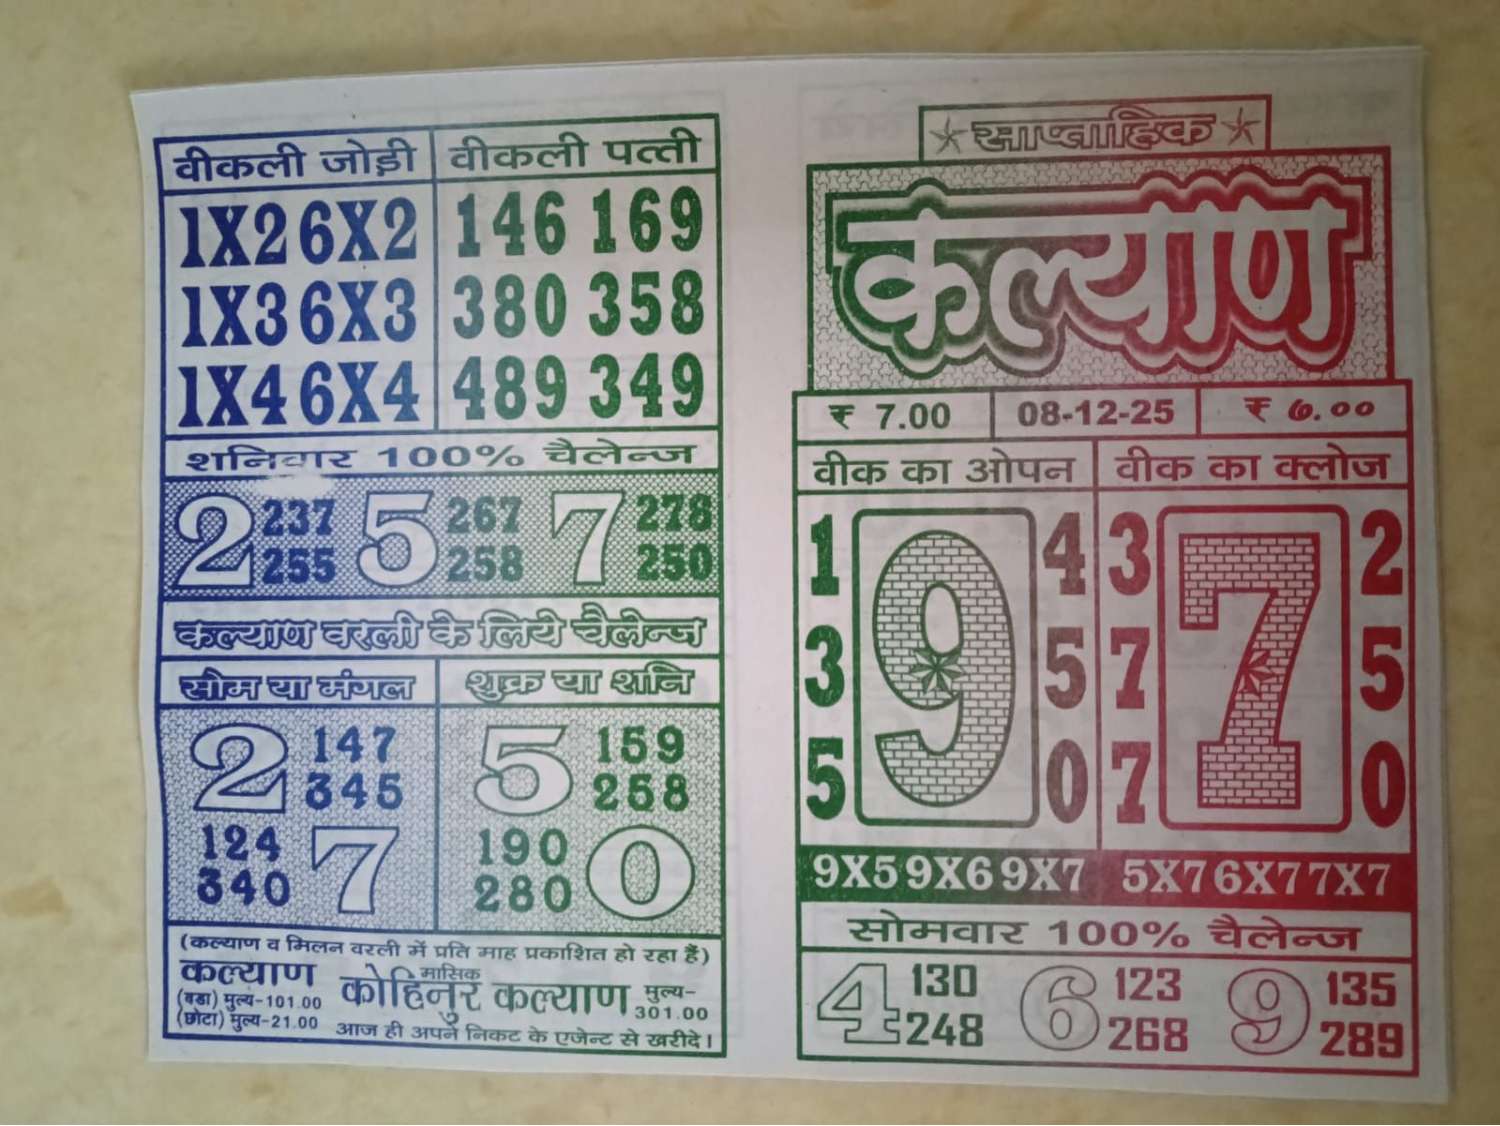 वीकली जोड़ी वीकली पत्ती
1X2 6X2 146 169
1X3 6X3 380 358
1X4 6X4 489 349
शनिवार 100% चैलेन्ज
2 237 5 267 7 278
255 258 250
कल्याण वरली के लिये चैलेन्ज
सोम या मंगल शुक्र या शनि
2 147 5 159
345 258
124 7 190 0
340 280
(कल्याण व मिलन वरली में प्रति माह प्रकाशित हो रहा हैं)
कल्याण मासिक
(बडा) मुल्य-101.00 कोहिनुर कल्याण मुल्य-
(छोटा) मुल्य-21.00 301.00
आज ही अपने निकट के एजेन्ट से खरीदे।
साप्ताहिक
कल्याण
₹ 7.00 08-12-25 ₹ ७.००
वीक का ओपन वीक का क्लोज
1 9 4 3 7 2
3 5 7 5
5 0 7 0
9X5 9X6 9X7 5X7 6X7 7X7
सोमवार 100% चैलेन्ज
4 130 6 123 9 135
248 268 289